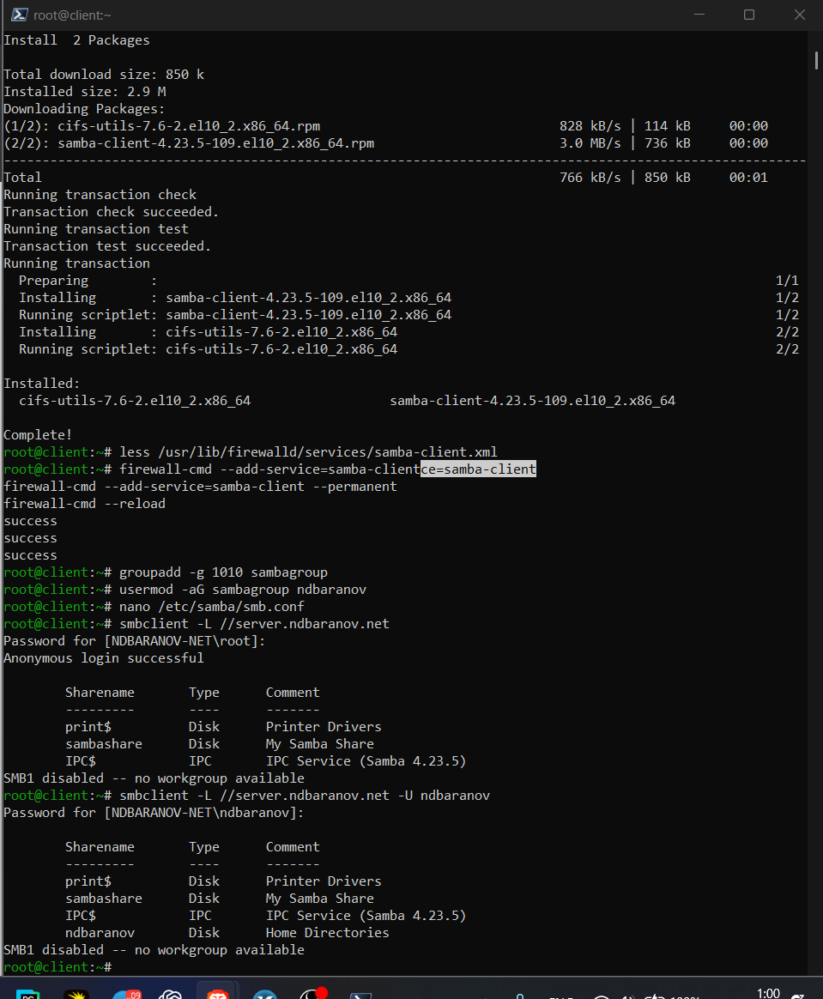 root@client:~
Install  2 Packages
Total download size: 850 k
Installed size: 2.9 M
Downloading Packages:
(1/2): cifs-utils-7.6-2.el10_2.x86_64.rpm                               828 kB/s | 114 kB     00:00
(2/2): samba-client-4.23.5-109.el10_2.x86_64.rpm                        3.0 MB/s | 736 kB     00:00
--------------------------------------------------------------------------------------------------------
Total                                                                   766 kB/s | 850 kB     00:01
Running transaction check
Transaction check succeeded.
Running transaction test
Transaction test succeeded.
Running transaction
  Preparing        :                                                                                1/1
  Installing       : samba-client-4.23.5-109.el10_2.x86_64                                          1/2
  Running scriptlet: samba-client-4.23.5-109.el10_2.x86_64                                          1/2
  Installing       : cifs-utils-7.6-2.el10_2.x86_64                                                 2/2
  Running scriptlet: cifs-utils-7.6-2.el10_2.x86_64                                                 2/2
Installed:
  cifs-utils-7.6-2.el10_2.x86_64                  samba-client-4.23.5-109.el10_2.x86_64
Complete!
root@client:~# less /usr/lib/firewalld/services/samba-client.xml
root@client:~# firewall-cmd --add-service=samba-clientce=samba-client
firewall-cmd --add-service=samba-client --permanent
firewall-cmd --reload
success
success
success
root@client:~# groupadd -g 1010 sambagroup
root@client:~# usermod -aG sambagroup ndbaranov
root@client:~# nano /etc/samba/smb.conf
root@client:~# smbclient -L //server.ndbaranov.net
Password for [NDBARANOV-NET\root]:
Anonymous login successful
        Sharename       Type      Comment
        ---------       ----      -------
        print$          Disk      Printer Drivers
        sambashare      Disk      My Samba Share
        IPC$            IPC       IPC Service (Samba 4.23.5)
SMB1 disabled -- no workgroup available
root@client:~# smbclient -L //server.ndbaranov.net -U ndbaranov
Password for [NDBARANOV-NET\ndbaranov]:
        Sharename       Type      Comment
        ---------       ----      -------
        print$          Disk      Printer Drivers
        sambashare      Disk      My Samba Share
        IPC$            IPC       IPC Service (Samba 4.23.5)
        ndbaranov       Disk      Home Directories
SMB1 disabled -- no workgroup available
root@client:~#
1:00